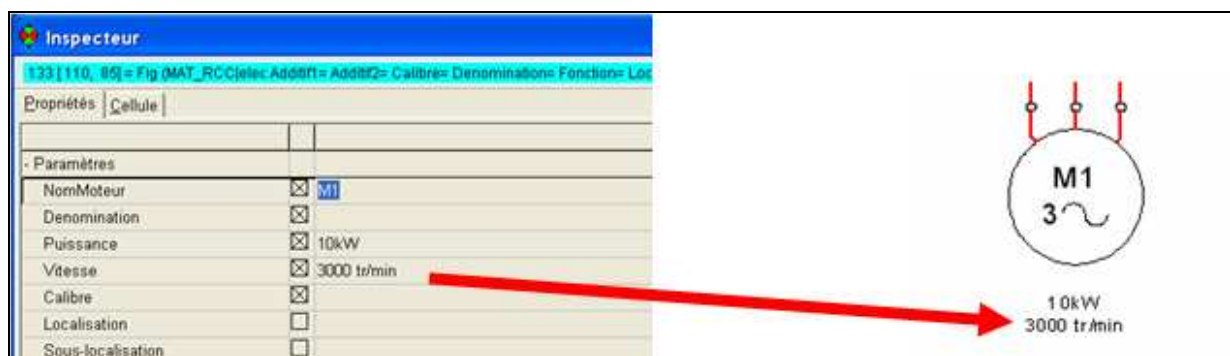 Inspecteur
133 [110, 85] = Fig (MAT_RCC|elec Additif1= Additif2= Calibre= Denomination= Fonction= Loc
Propriétés Cellule
- Paramètres
NomMoteur M1
Denomination
Puissance 10kW
Vitesse 3000 tr/min
Calibre
Localisation
Sous-localisation
M1
3
10kW
3000 tr/min